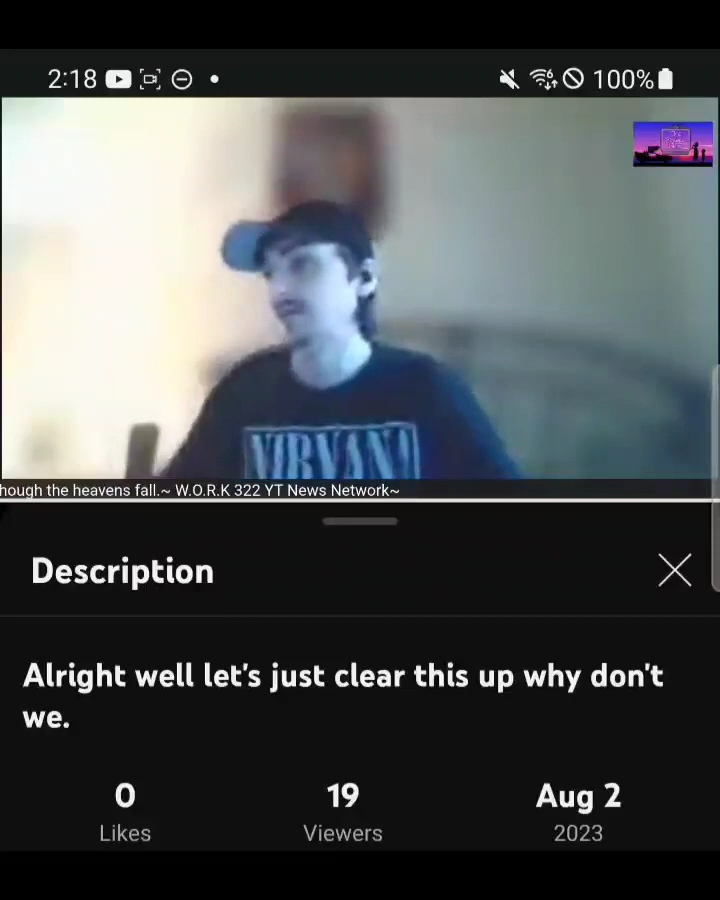 2:18 100%
NIRVANA
hough the heavens fall.~ W.O.R.K 322 YT News Network~
Description
Alright well let's just clear this up why don't
we.
0 19 Aug 2
Likes Viewers 2023